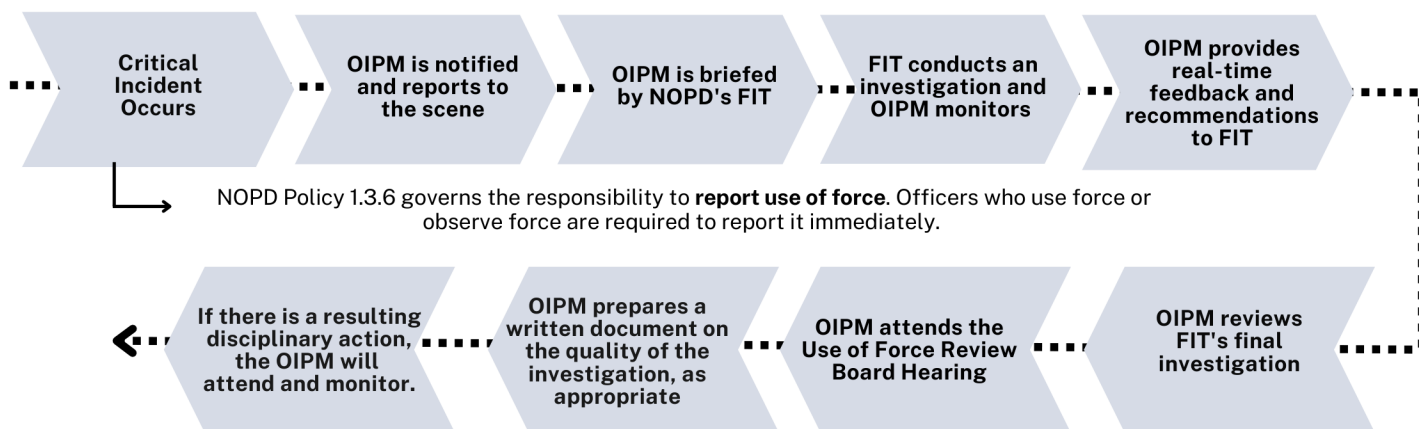 Critical
Incident
Occurs
OIPM is notified
and reports to
the scene
OIPM is briefed
by NOPD's FIT
FIT conducts an
investigation and
OIPM monitors
OIPM provides
real-time
feedback and
recommendations
to FIT
NOPD Policy 1.3.6 governs the responsibility to report use of force. Officers who use force or
observe force are required to report it immediately.
OIPM reviews
FIT's final
investigation
OIPM attends the
Use of Force Review
Board Hearing
OIPM prepares a
written document on
the quality of the
investigation, as
appropriate
If there is a resulting
disciplinary action,
the OIPM will
attend and monitor.